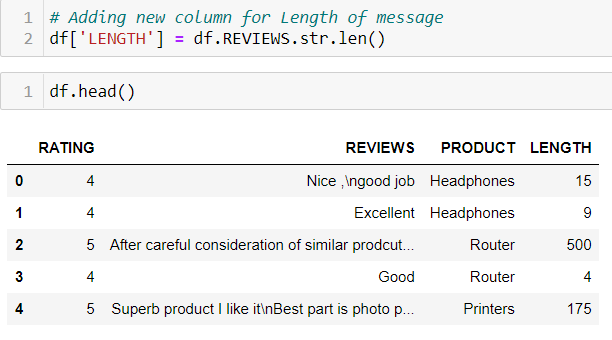 1 # Adding new column for Length of message
2 df['LENGTH'] = df.REVIEWS.str.len()
1 df.head()
RATING REVIEWS PRODUCT LENGTH
0 4 Nice ,\ngood job Headphones 15
1 4 Excellent Headphones 9
2 5 After careful consideration of similar prodcut... Router 500
3 4 Good Router 4
4 5 Superb product I like it\nBest part is photo p... Printers 175